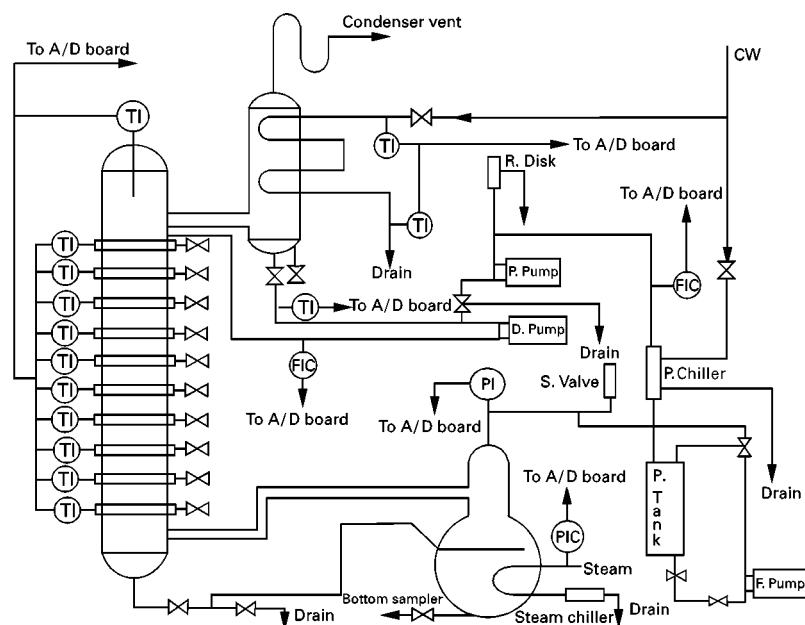 Condenser vent
To A/D board
CW
TI
TI
To A/D board
R. Disk
To A/D board
TI
Drain
P. Pump
FIC
TI
TI
TI
TI
TI
TI
TI
TI
TI
TI
TI
To A/D board
D. Pump
Drain
FIC
P. Chiller
S. Valve
PI
To A/D board
To A/D board
To A/D board
P.
Tank
Drain
PIC
Steam
F. Pump
Bottom sampler
Drain
Steam chiller
Drain